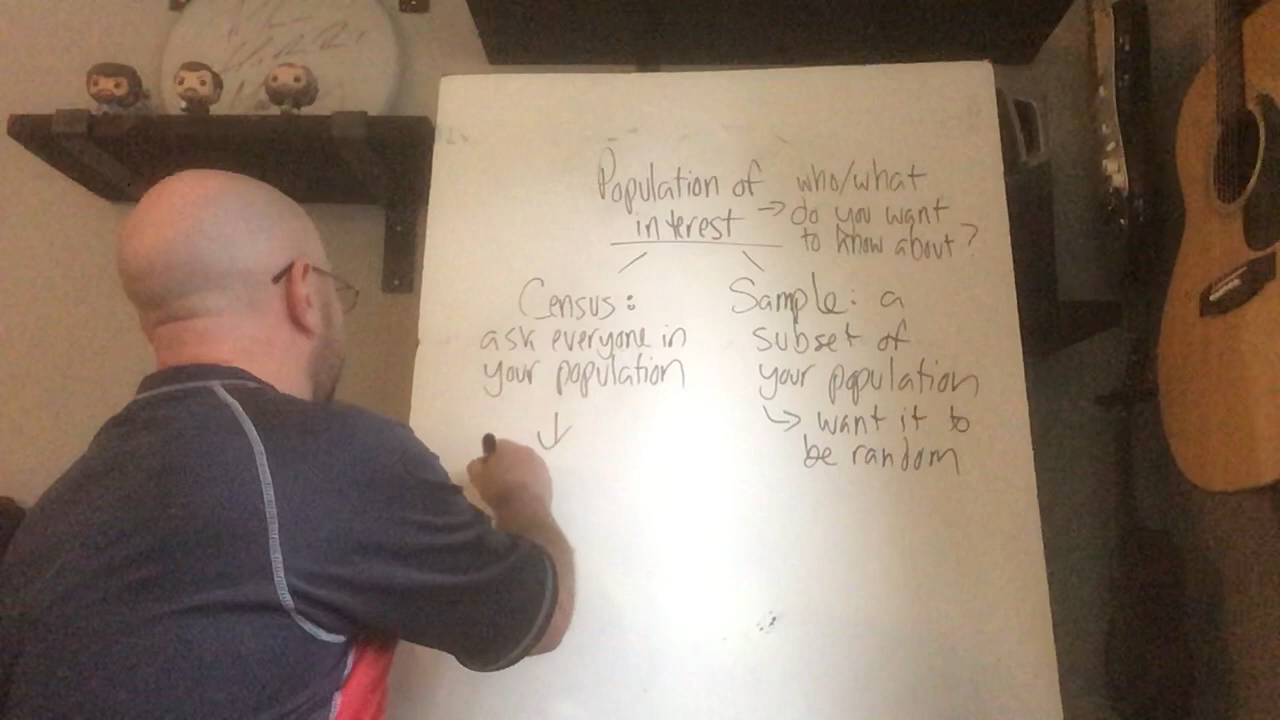 Population of
interest
→ who/what
do you want
to know about?
Census:
ask everyone in
your population
↓
Sample: a
subset of
your population
↳ want it to
be random